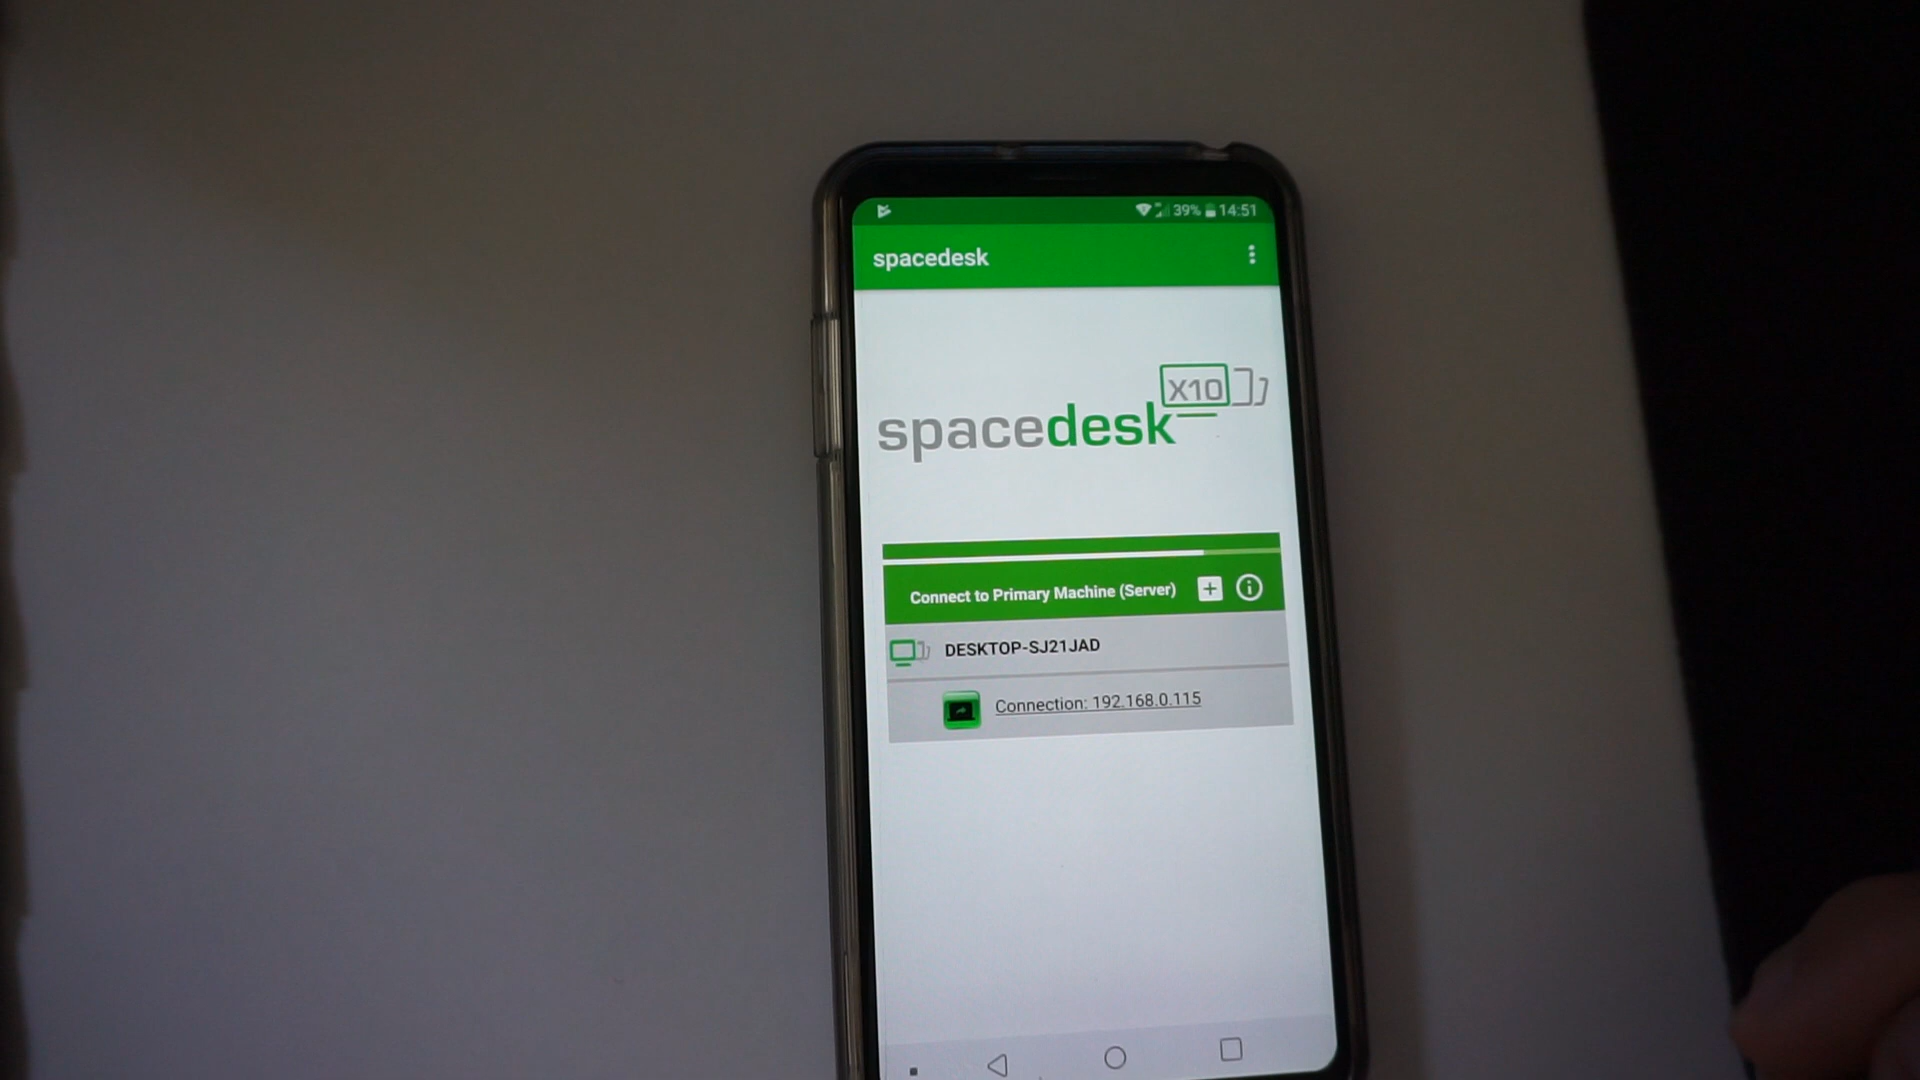 39% 14:51
spacedesk
X10
spacedesk
Connect to Primary Machine (Server)
DESKTOP-SJ21JAD
Connection: 192.168.0.115